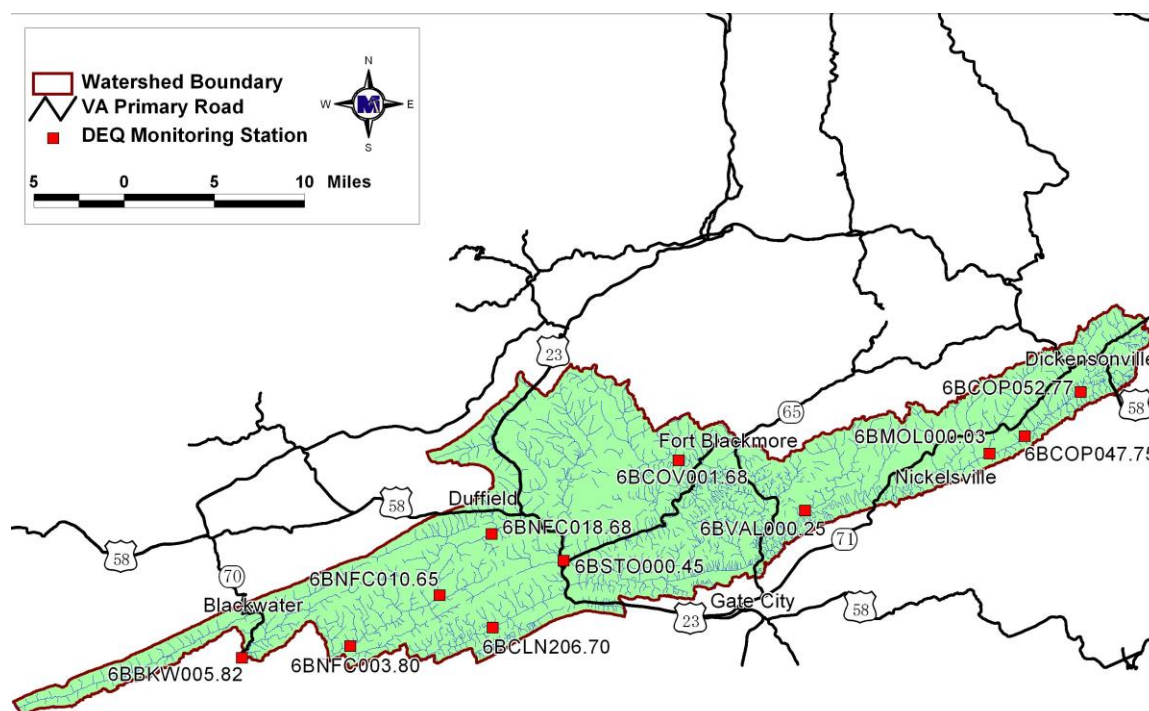 Watershed Boundary
VA Primary Road
DEQ Monitoring Station
N
W
M
E
S
5 0 5 10 Miles
23
Dickensonville
6BCOP052.77
58
65
Fort Blackmore
6BMOL000.03
6BCOV001.68
6BCOP047.75
Nickelsville
58
Duffield
6BNFC018.68
6BVAL000.25
71
58
6BSTO000.45
70
6BNFC010.65
Blackwater
Gate City
58
23
6BCLN206.70
6BBKW005.82
6BNFC003.80